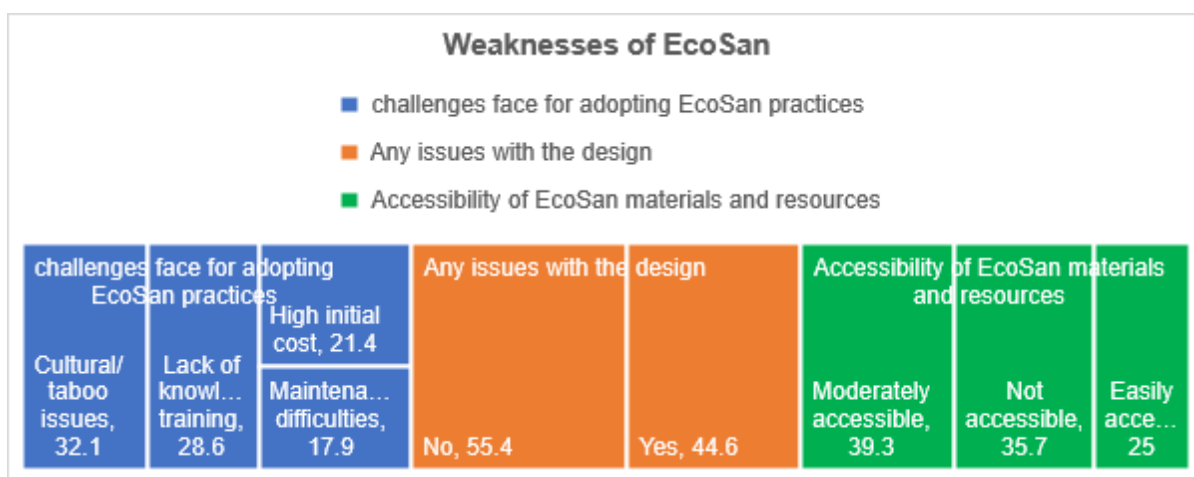 Weaknesses of EcoSan
challenges face for adopting EcoSan practices
Any issues with the design
Accessibility of EcoSan materials and resources
challenges face for adopting
EcoSan practices
Cultural/
taboo
issues,
32.1
Lack of
knowl...
training,
28.6
High initial
cost, 21.4
Maintena...
difficulties,
17.9
Any issues with the design
No, 55.4
Yes, 44.6
Accessibility of EcoSan materials
and resources
Moderately
accessible,
39.3
Not
accessible,
35.7
Easily
acce...
25